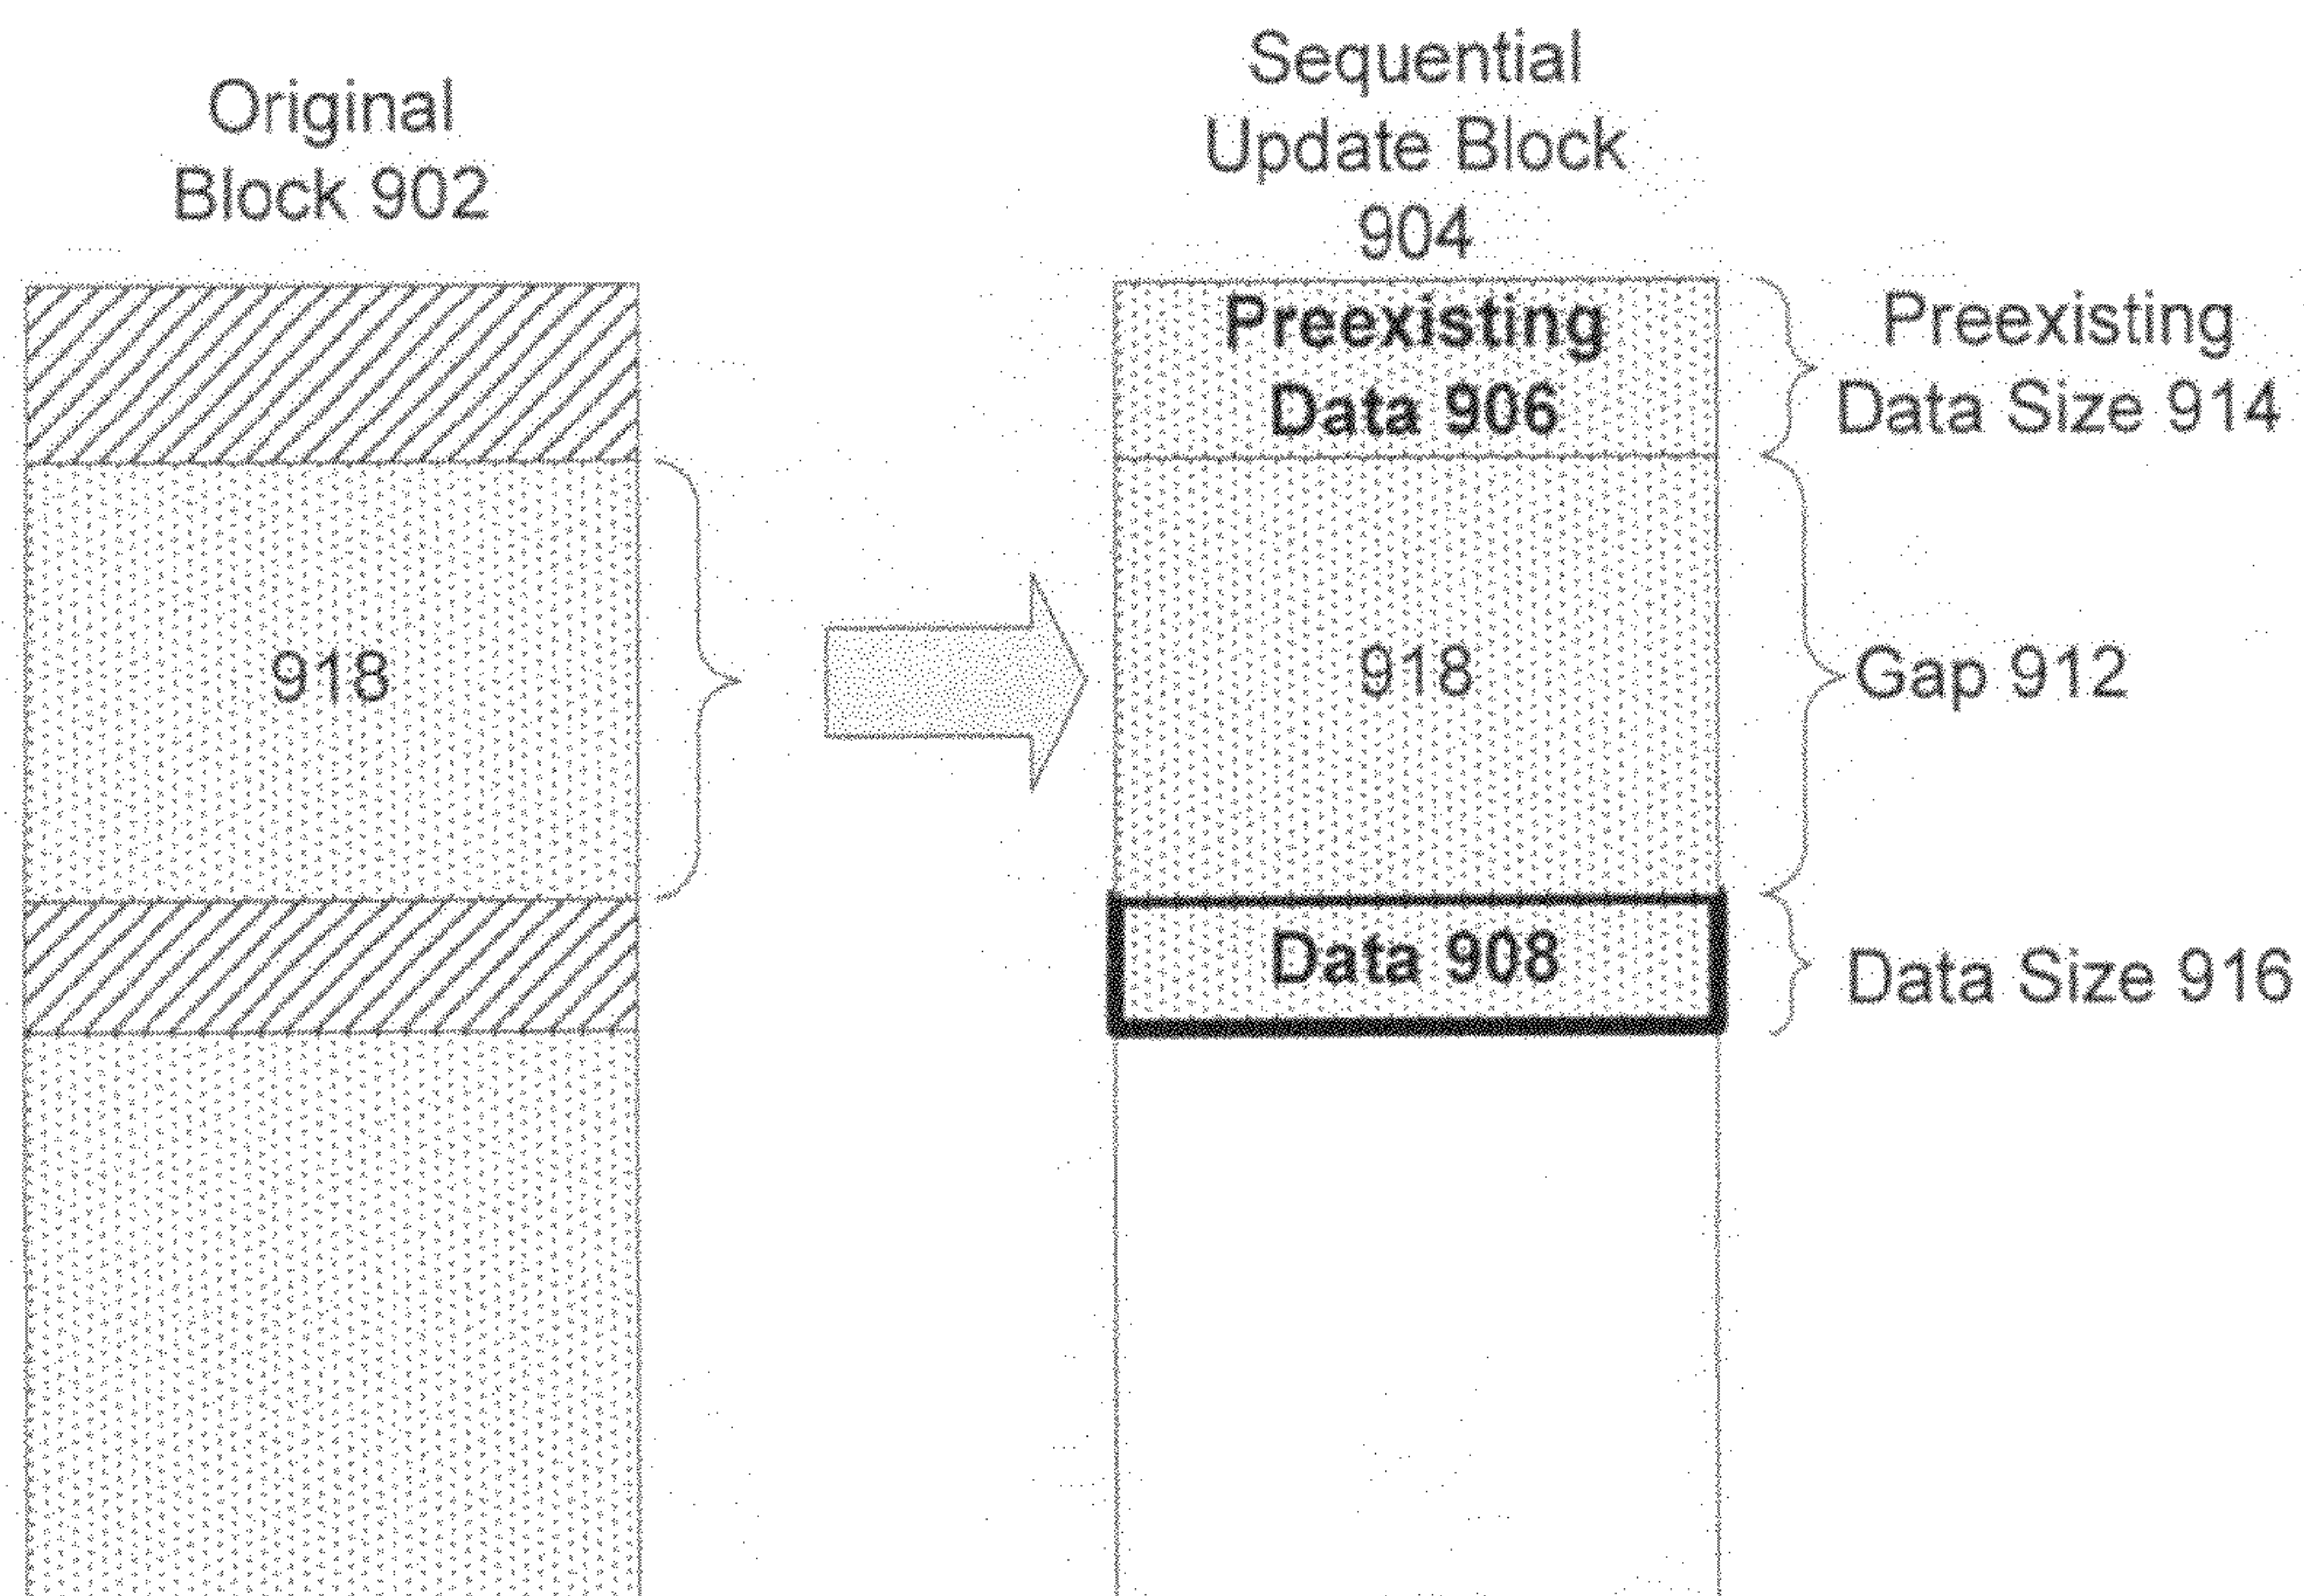 Original
Block 902
Sequential
Update Block
904
Preexisting
Data 906
Preexisting
Data Size 914
918
918
Gap 912
Data 908
Data Size 916